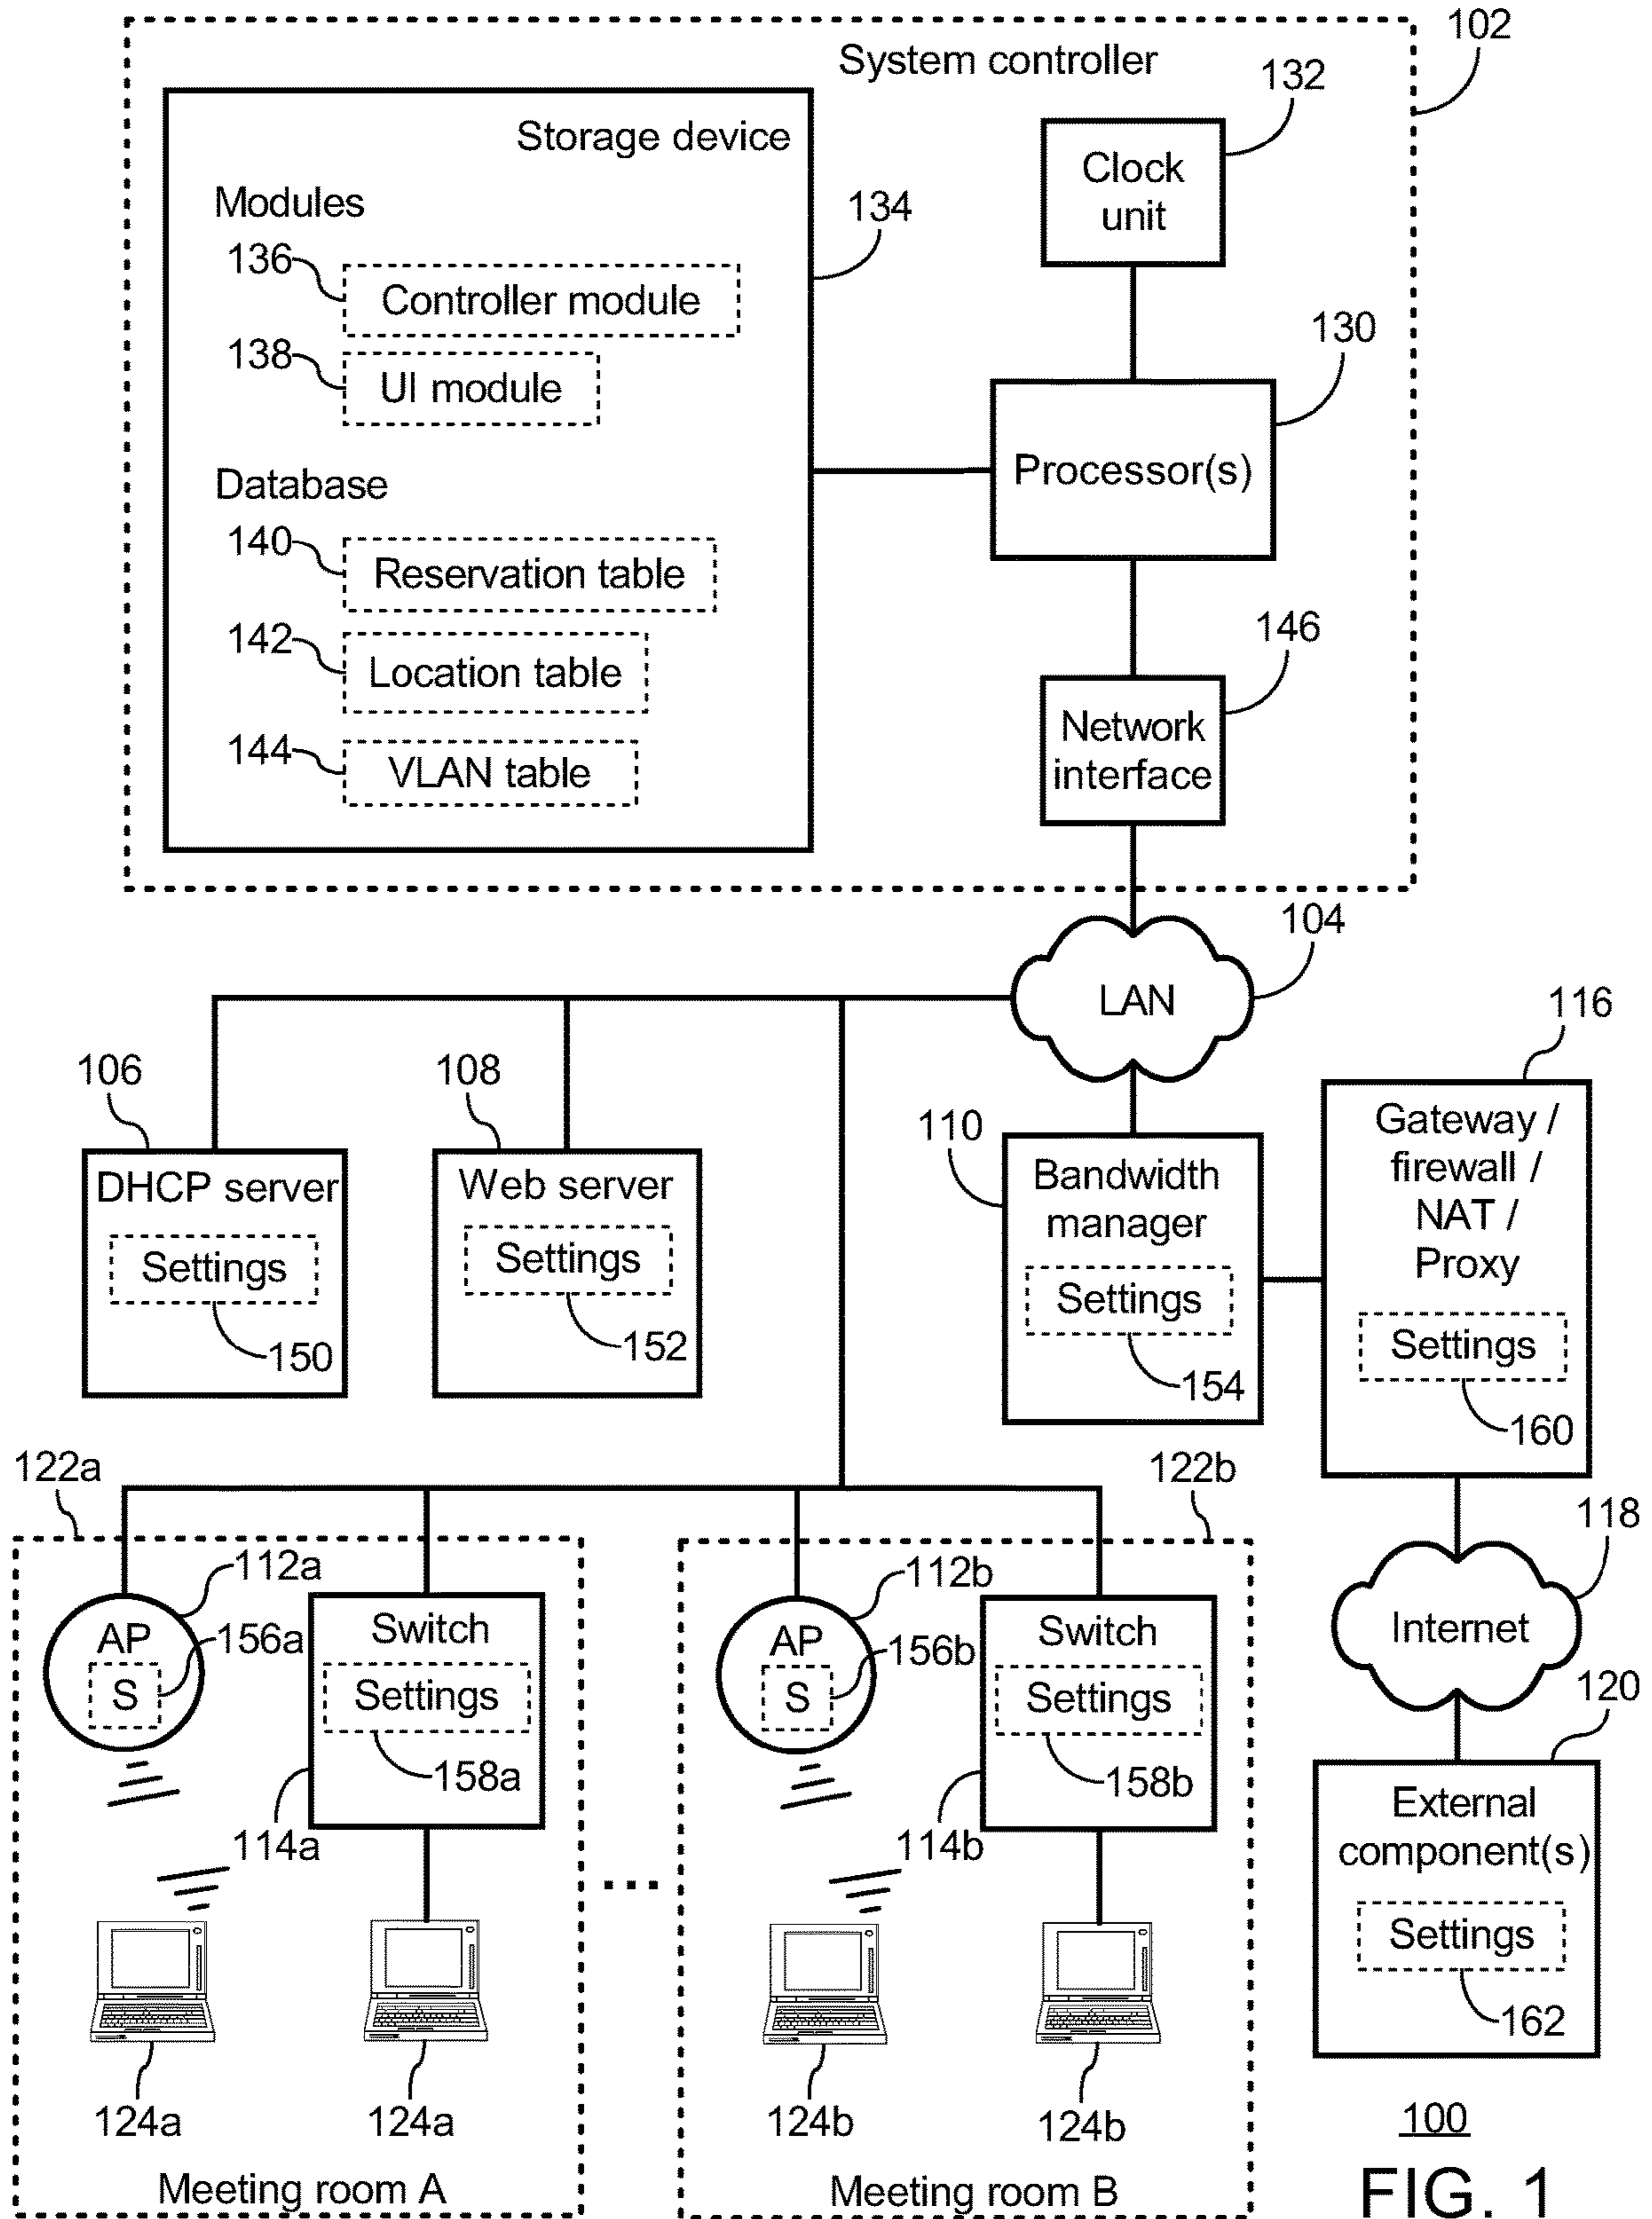 102
System controller
132
Storage device
Clock
unit
Modules
134
136
Controller module
138
UI module
130
Processor(s)
Database
140
Reservation table
142
Location table
144
VLAN table
146
Network
interface
104
LAN
116
106
108
110
DHCP server
Settings
150
Web server
Settings
152
Bandwidth
manager
Settings
154
Gateway /
firewall /
NAT /
Proxy
Settings
160
122a
122b
118
112a
AP
S
156a
Switch
Settings
158a
114a
112b
AP
S
156b
Switch
Settings
158b
114b
Internet
120
External
component(s)
Settings
162
124a
124a
124b
124b
Meeting room A
Meeting room B
100
FIG. 1